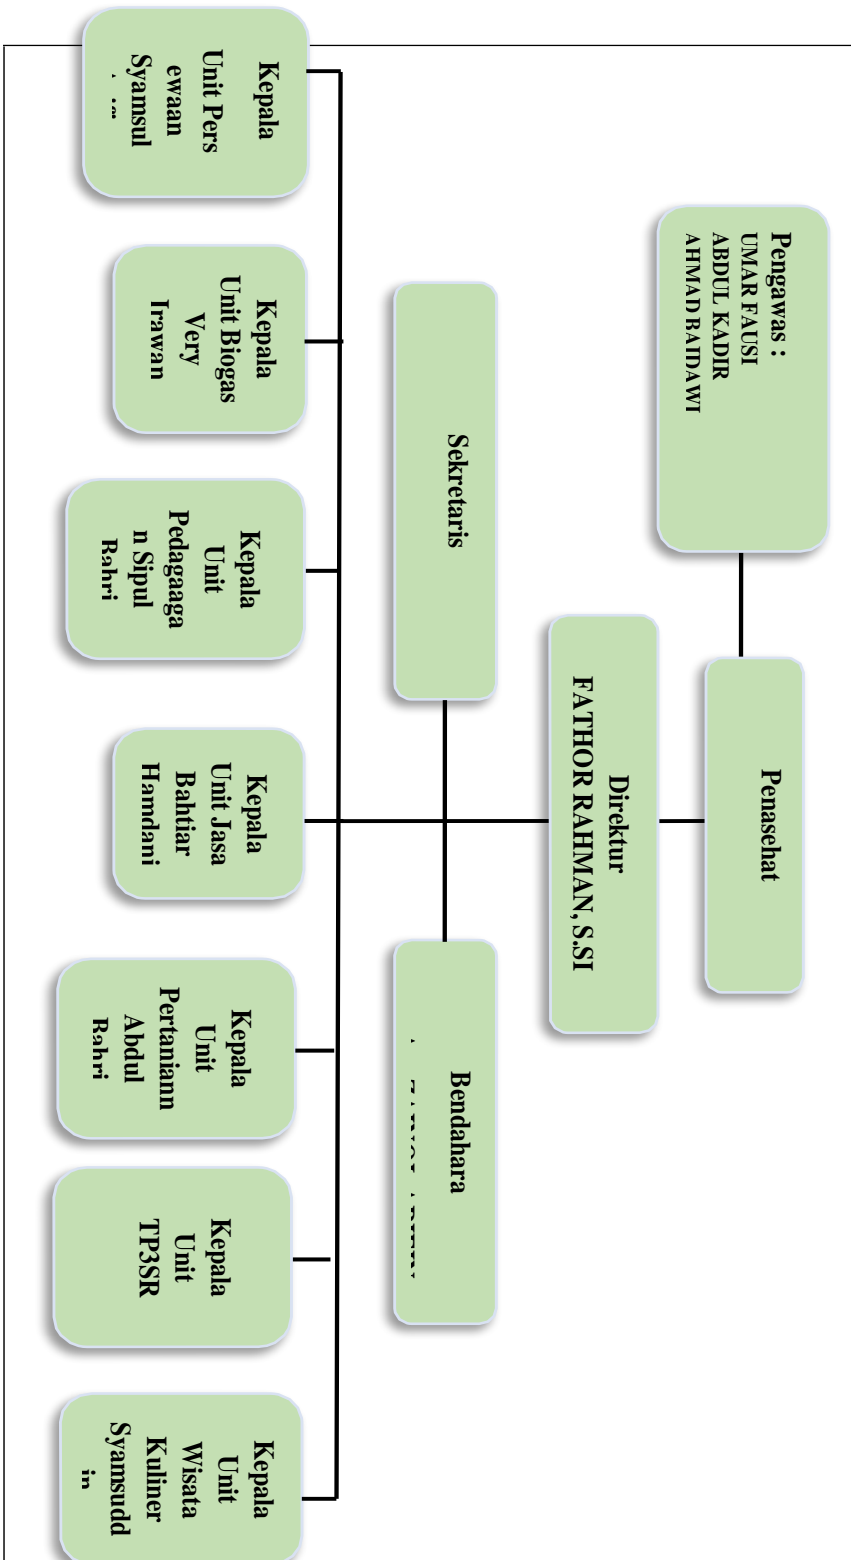 Pengawas :
UMAR FAUSI
ABDUL KADIR
AHMAD BAIDAWI
Penasehat
Direktur
FATHOR RAHMAN, S.SI
Sekretaris
Bendahara
Kepala
Unit Pers
ewaan
Syamsul
Kepala
Unit Biogas
Very
Irawan
Kepala
Unit
Pedagaaga
n Sipul
Bahri
Kepala
Unit Jasa
Bahtiar
Hamdani
Kepala
Unit
Pertaniann
Abdul
Bahri
Kepala
Unit
TP3SR
Kepala
Unit
Wisata
Kuliner
Syamsudd
in